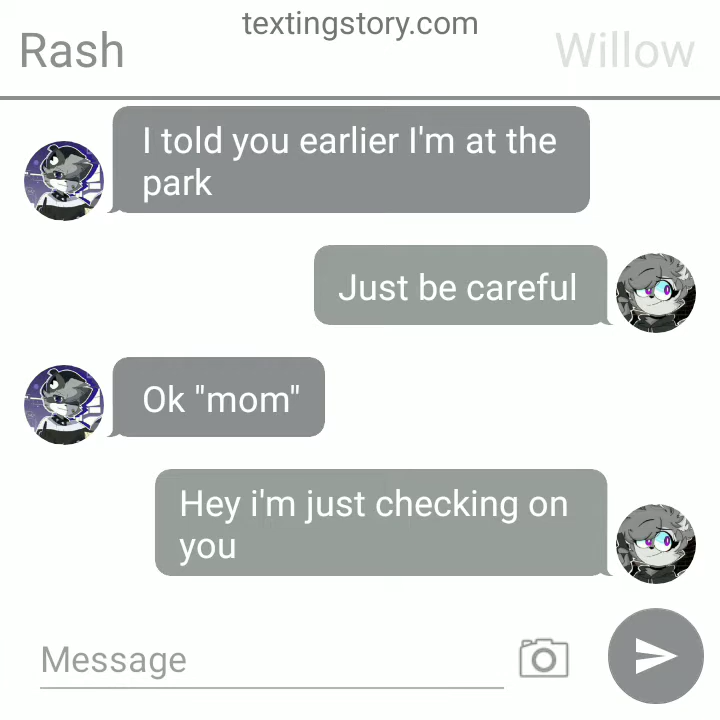 textingstory.com
Rash
Willow
I told you earlier I'm at the
park
Just be careful
Ok "mom"
Hey i'm just checking on
you
Message